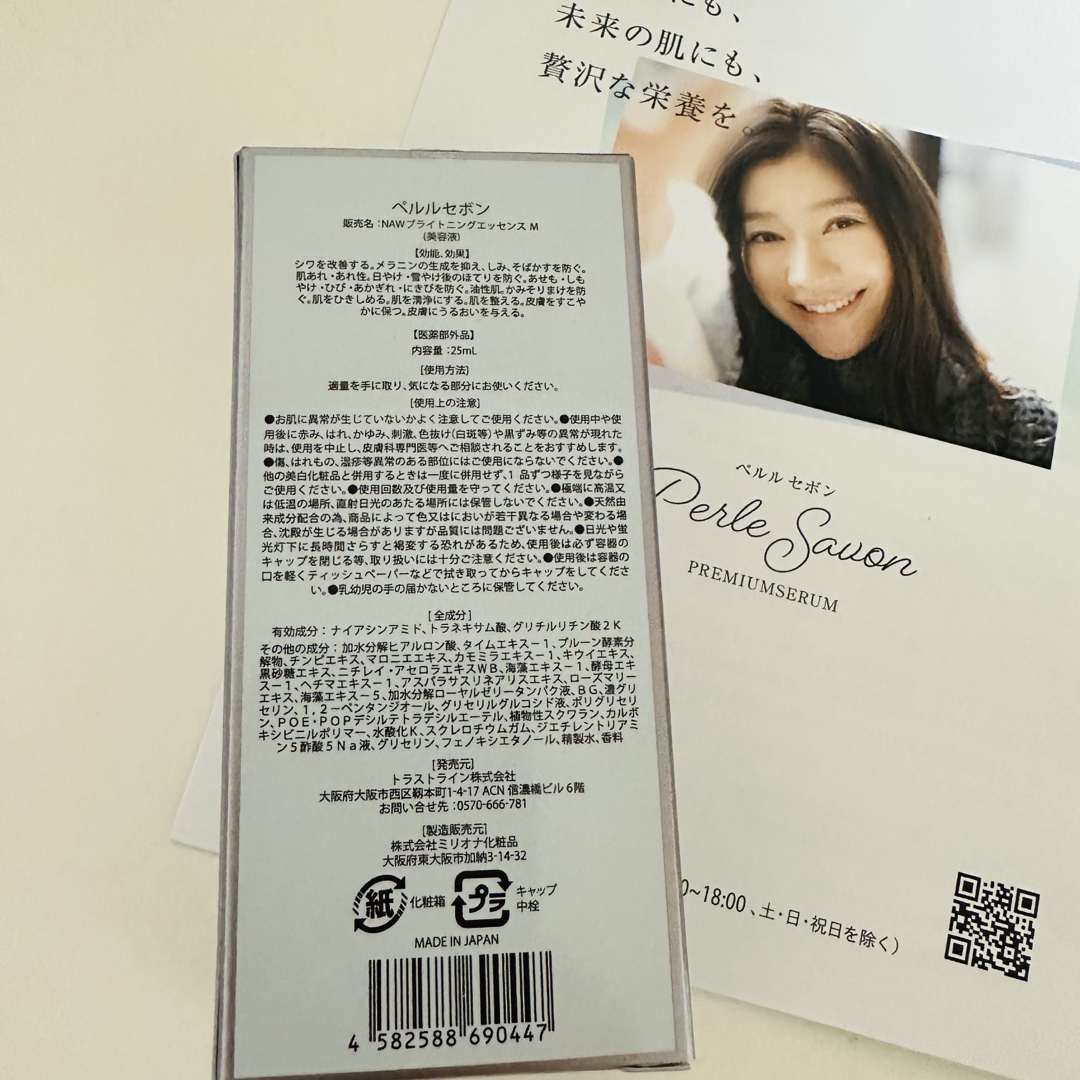 にも、
未来の肌にも、
贅沢な栄養を。
ペルルセボン
販売名：NAWブライトニングエッセンス M
(美容液)
【効能、効果】
シワを改善する。メラニンの生成を抑え、しみ、そばかすを防ぐ。
肌あれ・あれ性。日やけ・雪やけ後のほてりを防ぐ。あせも・しも
やけ・ひび・あかぎれ・にきびを防ぐ。油性肌。かみそりまけを防
ぐ。肌をひきしめる。肌を清浄にする。肌を整える。皮膚をすこや
かに保つ。皮膚にうるおいを与える。
【医薬部外品】
内容量：25mL
[使用方法]
適量を手に取り、気になる部分にお使いください。
[使用上の注意]
●お肌に異常が生じていないかよく注意してご使用ください。●使用中や使
用後に赤み、はれ、かゆみ、刺激、色抜け(白斑等)や黒ずみ等の異常が現れた
時は、使用を中止し、皮膚科専門医等へご相談されることをおすすめします。
●傷、はれもの、湿疹等異常のある部位にはご使用にならないでください。●
他の美白化粧品と併用するときは一度に併用せず、1 品ずつ様子を見ながら
ご使用ください。●使用回数及び使用量を守ってください。●極端に高温又
は低温の場所、直射日光のあたる場所には保管しないでください。●天然由
来成分配合の為、商品によって色又はにおいが若干異なる場合や変わる場
合、沈殿が生じる場合がありますが品質には問題ございません。●日光や蛍
光灯下に長時間さらすと褐変する恐れがあるため、使用後は必ず容器の
キャップを閉じる等、取り扱いには十分ご注意ください。●使用後は容器の
口を軽くティッシュペーパーなどで拭き取ってからキャップをしてくださ
い。●乳幼児の手の届かないところに保管してください。
[全成分]
有効成分：ナイアシンアミド、トラネキサム酸、グリチルリチン酸2K
その他の成分：加水分解ヒアルロン酸、タイムエキス－1、プルーン酵素分
解物、チンピエキス、マロニエエキス、カモミラエキス－1、キウイエキス、
黒砂糖エキス、ニチレイ・アセロラエキスWB、海藻エキス－1、酵母エキ
ス－1、ヘチマエキス－1、アスパラサスリネアリスエキス、ローズマリー
エキス、海藻エキス－5、加水分解ローヤルゼリータンパク液、BG、濃グリ
セリン、1，2－ペンタンジオール、グリセリルグルコシド液、ポリグリセリ
ン、POE・POPデシルテトラデシルエーテル、植物性スクワラン、カルボ
キシビニルポリマー、水酸化K、スクレロチウムガム、ジエチレントリアミ
ン5酢酸5Na液、グリセリン、フェノキシエタノール、精製水、香料
[発売元]
トラストライン株式会社
大阪府大阪市西区靱本町1-4-17 ACN 信濃橋ビル 6階
お問い合せ先：0570-666-781
[製造販売元]
株式会社ミリオナ化粧品
大阪府東大阪市加納3-14-32
紙 化粧箱 プラ キャップ
中栓
MADE IN JAPAN
4 582588 690447
ペルル セボン
Perle Savon
PREMIUMSERUM
0~18:00、土・日・祝日を除く）